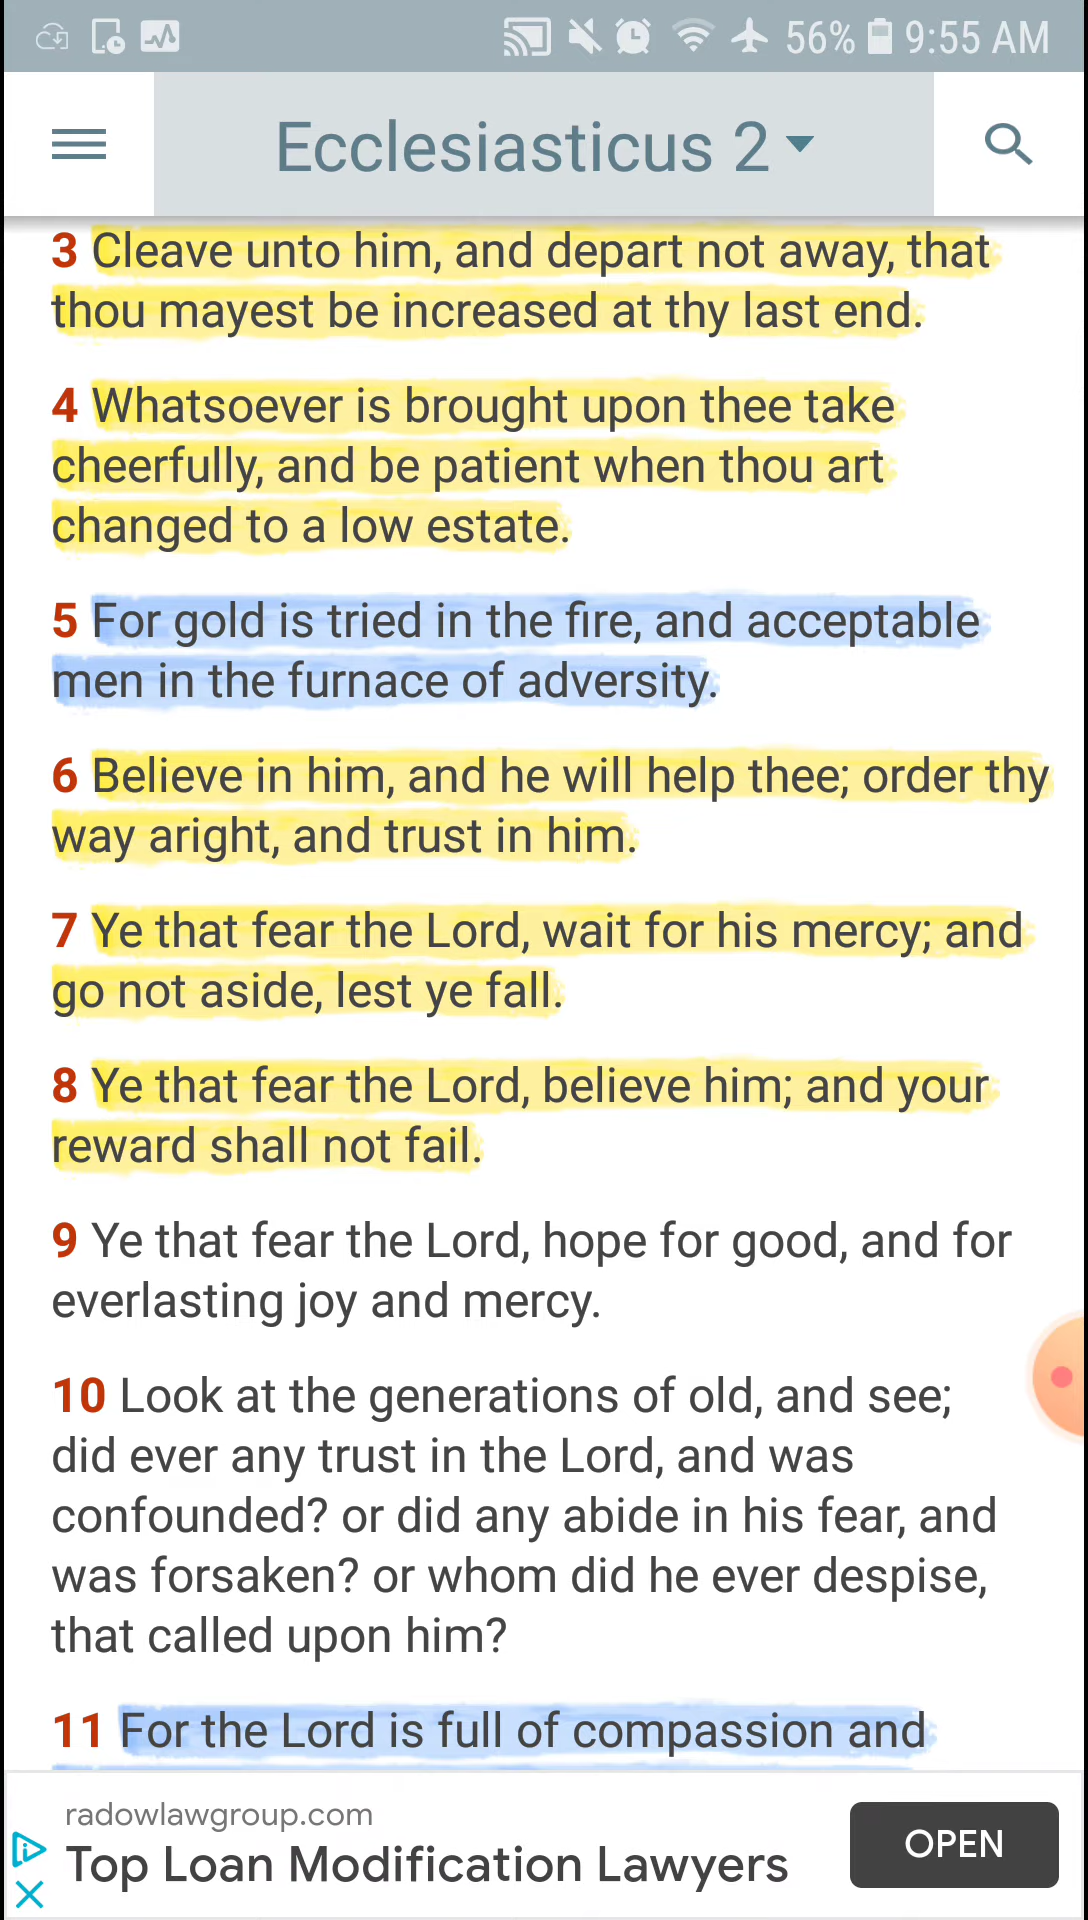 56% 9:55 AM
Ecclesiasticus 2
3 Cleave unto him, and depart not away, that
thou mayest be increased at thy last end.
4 Whatsoever is brought upon thee take
cheerfully, and be patient when thou art
changed to a low estate.
5 For gold is tried in the fire, and acceptable
men in the furnace of adversity.
6 Believe in him, and he will help thee; order thy
way aright, and trust in him.
7 Ye that fear the Lord, wait for his mercy; and
go not aside, lest ye fall.
8 Ye that fear the Lord, believe him; and your
reward shall not fail.
9 Ye that fear the Lord, hope for good, and for
everlasting joy and mercy.
10 Look at the generations of old, and see;
did ever any trust in the Lord, and was
confounded? or did any abide in his fear, and
was forsaken? or whom did he ever despise,
that called upon him?
11 For the Lord is full of compassion and
radowlawgroup.com
Top Loan Modification Lawyers
OPEN